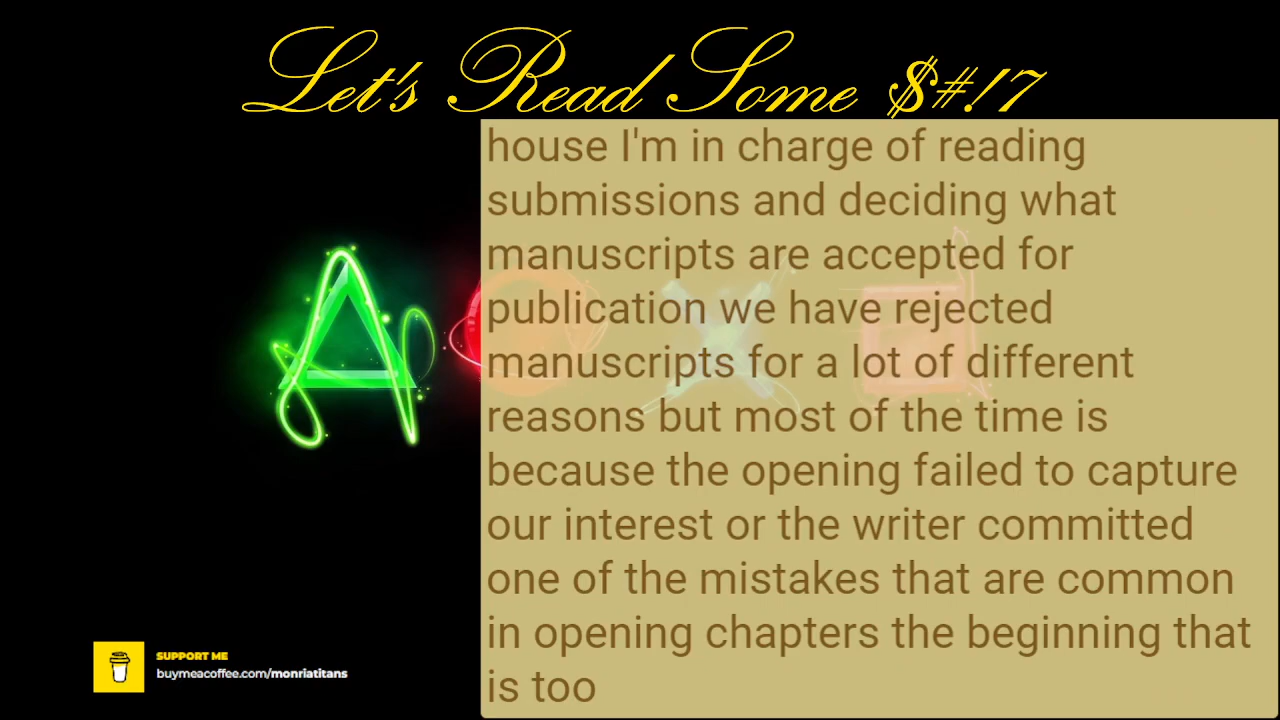 Let's Read Some $#!7
house I'm in charge of reading
submissions and deciding what
manuscripts are accepted for
publication we have rejected
manuscripts for a lot of different
reasons but most of the time is
because the opening failed to capture
our interest or the writer committed
one of the mistakes that are common
in opening chapters the beginning that
is too
SUPPORT ME
buymeacoffee.com/monriatitans